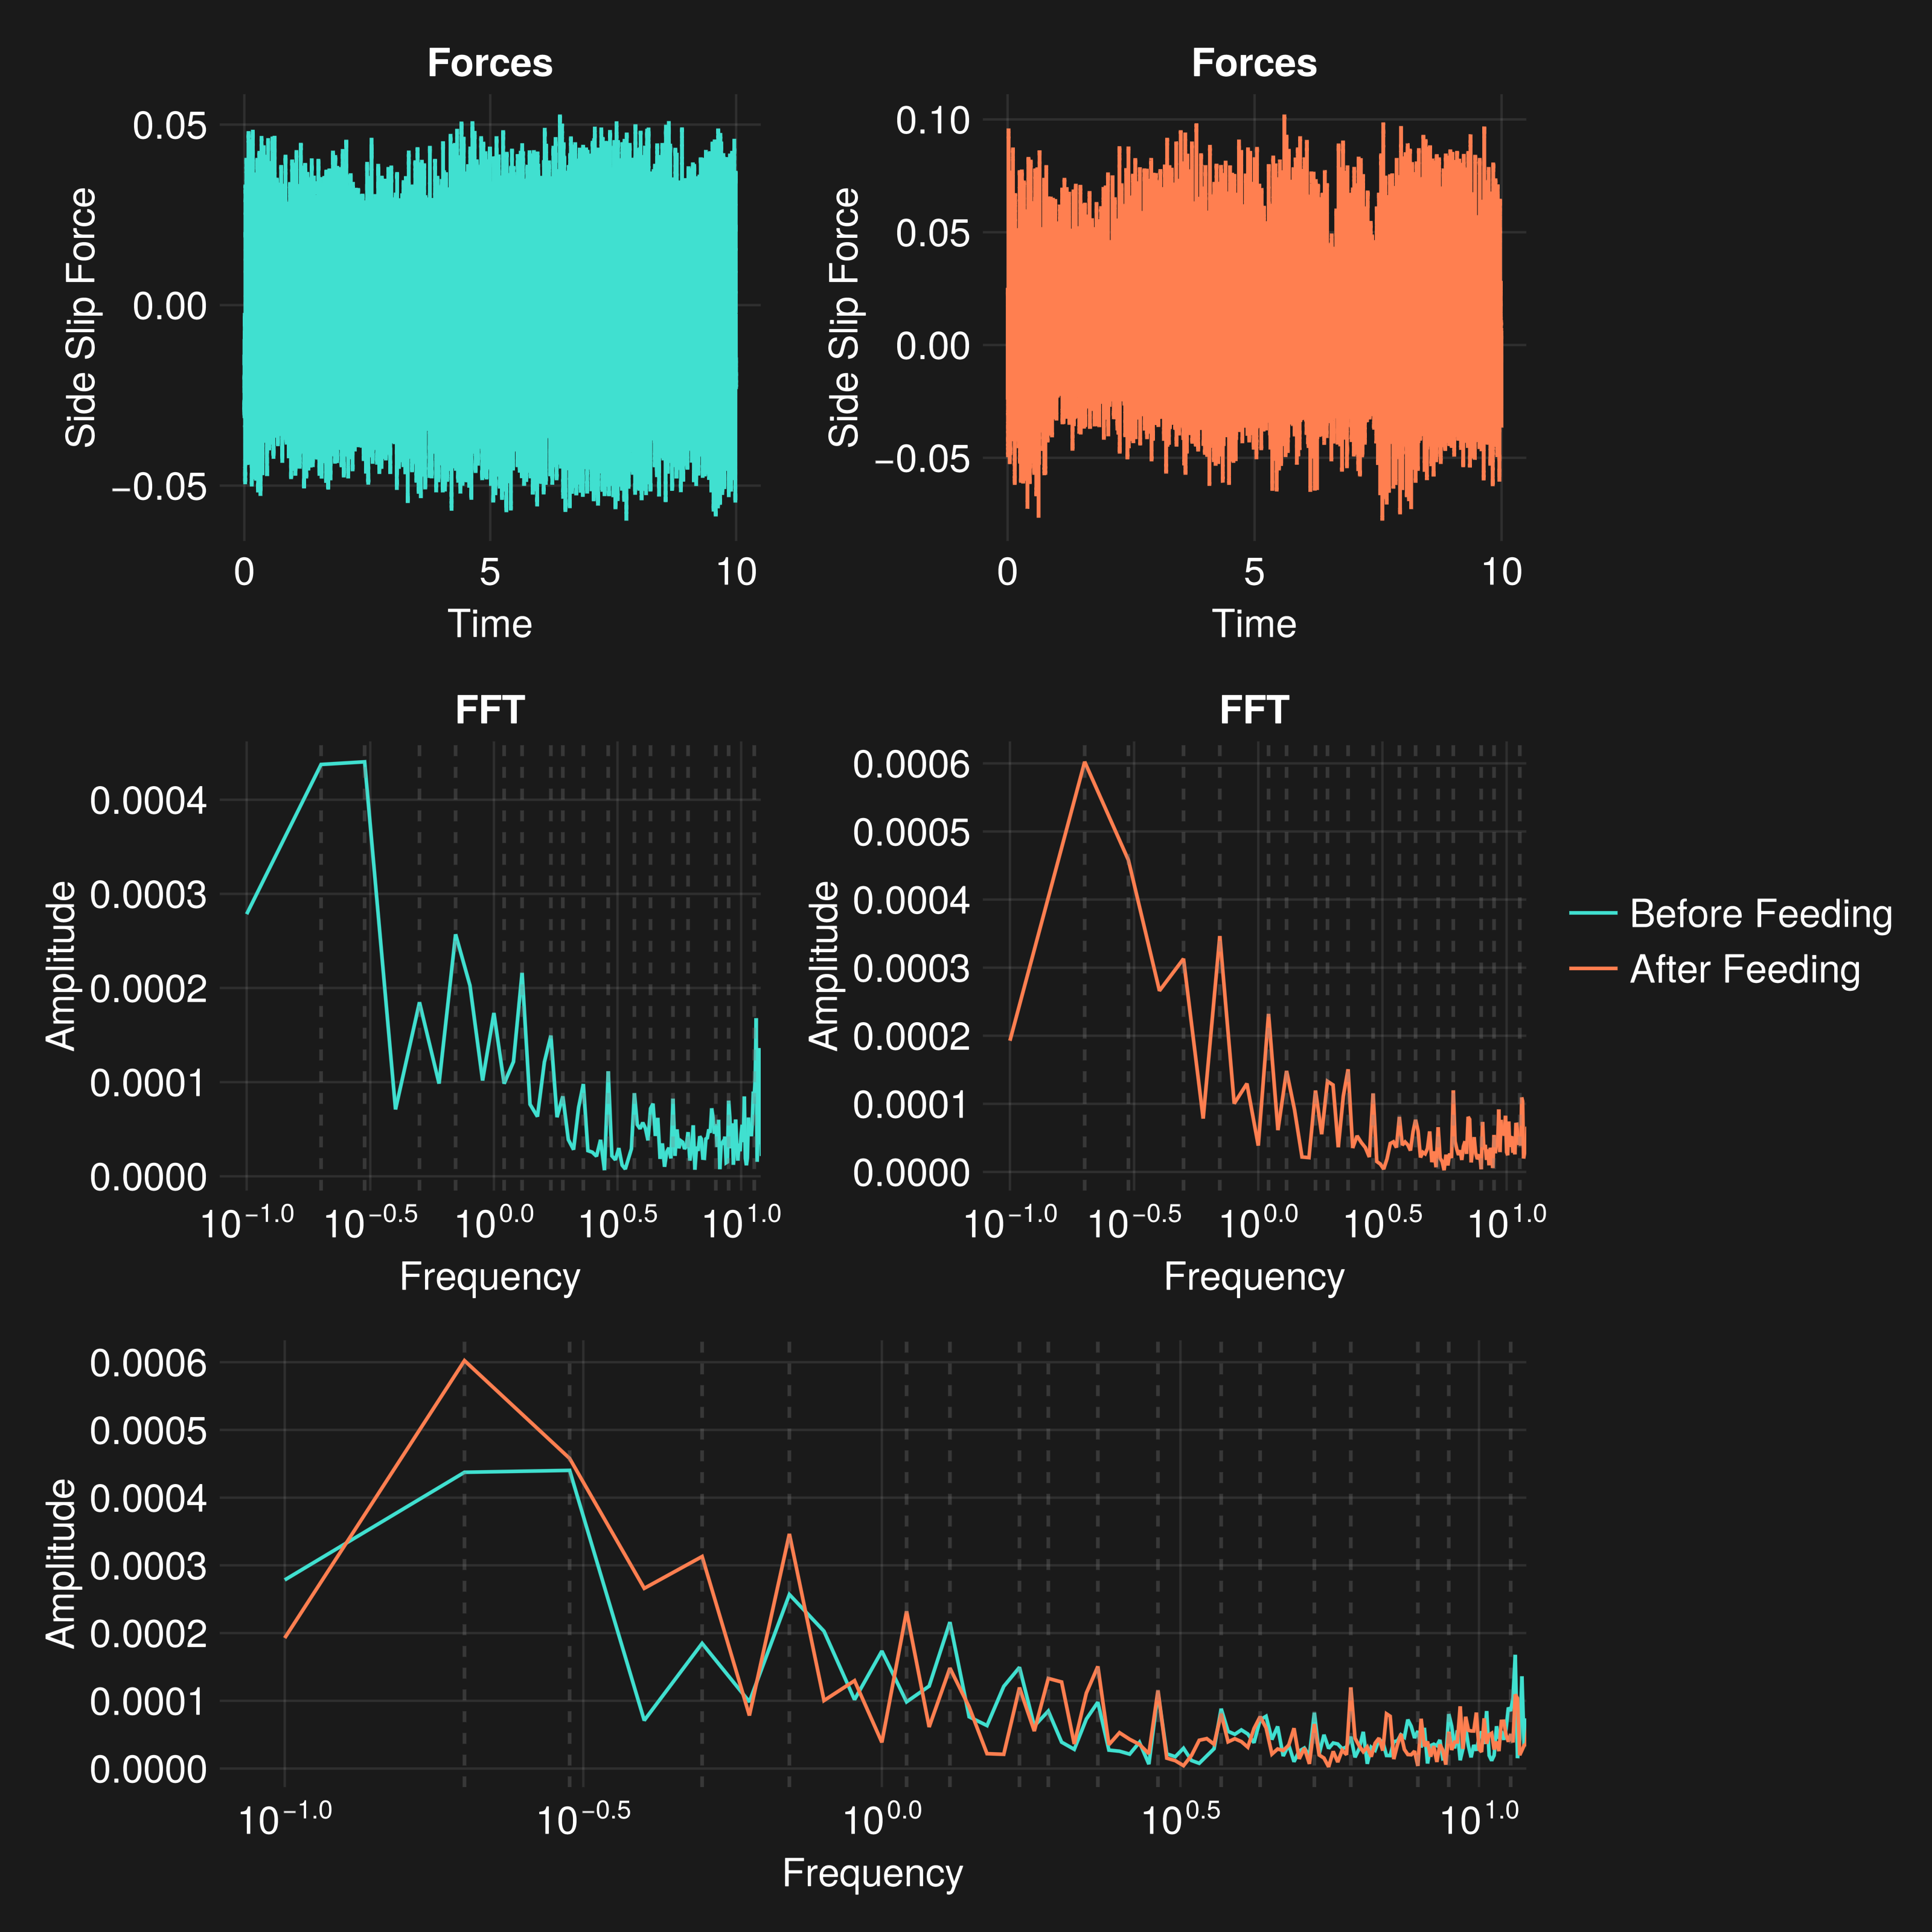 Forces
0.05
0.00
−0.05
Side Slip Force
0 5 10
Time
Forces
0.10
0.05
0.00
−0.05
Side Slip Force
0 5 10
Time
FFT
0.0004
0.0003
0.0002
0.0001
0.0000
Amplitude
10−1.0 10−0.5 100.0 100.5 101.0
Frequency
FFT
0.0006
0.0005
0.0004
0.0003
0.0002
0.0001
0.0000
Amplitude
10−1.0 10−0.5 100.0 100.5 101.0
Frequency
Before Feeding
After Feeding
0.0006
0.0005
0.0004
0.0003
0.0002
0.0001
0.0000
Amplitude
10−1.0 10−0.5 100.0 100.5 101.0
Frequency